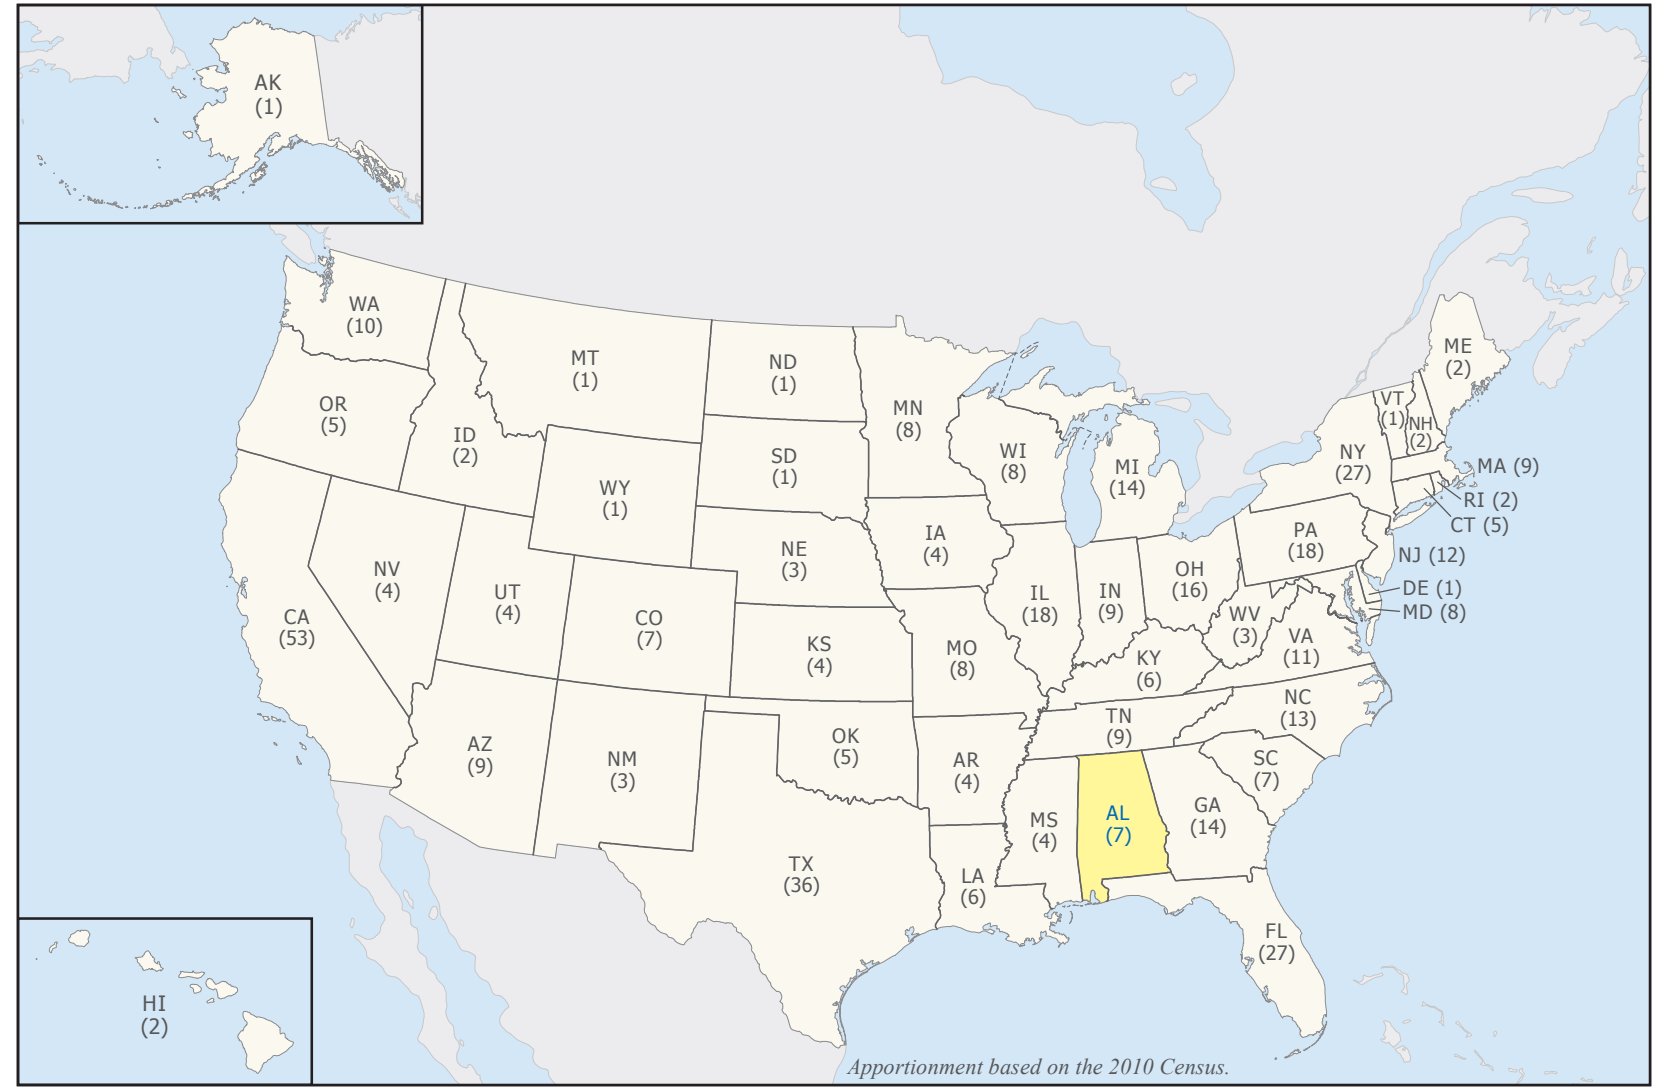 AK
(1)
WA
(10)
MT
(1)
ND
(1)
MN
(8)
ME
(2)
OR
(5)
ID
(2)
SD
(1)
WY
(1)
WI
(8)
MI
(14)
VT
(1)
NH
(2)
NY
(27)
MA (9)
RI (2)
CT (5)
NJ (12)
DE (1)
MD (8)
PA
(18)
IA
(4)
NE
(3)
NV
(4)
UT
(4)
CO
(7)
CA
(53)
KS
(4)
MO
(8)
IL
(18)
IN
(9)
OH
(16)
WV
(3)
VA
(11)
KY
(6)
NC
(13)
TN
(9)
SC
(7)
AZ
(9)
NM
(3)
OK
(5)
AR
(4)
MS
(4)
AL
(7)
GA
(14)
TX
(36)
LA
(6)
FL
(27)
HI
(2)
Apportionment based on the 2010 Census.